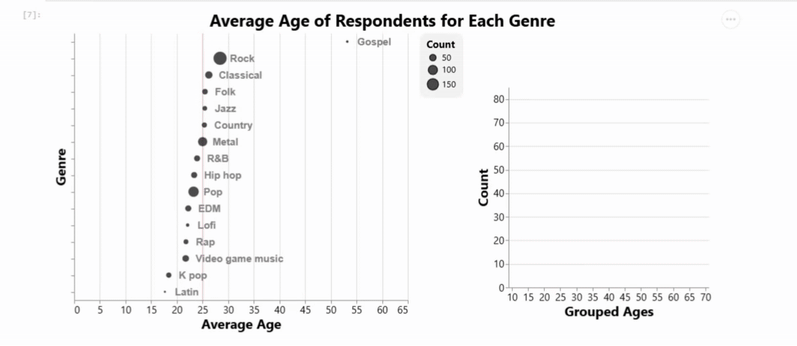 [7]:
Average Age of Respondents for Each Genre
Gospel
Rock
Classical
Folk
Jazz
Country
Metal
R&B
Hip hop
Pop
EDM
Lofi
Rap
Video game music
K pop
Latin
Genre
0 5 10 15 20 25 30 35 40 45 50 55 60 65
Average Age
Count
50
100
150
80
70
60
50
40
30
20
10
0
Count
10 15 20 25 30 35 40 45 50 55 60 65 70
Grouped Ages